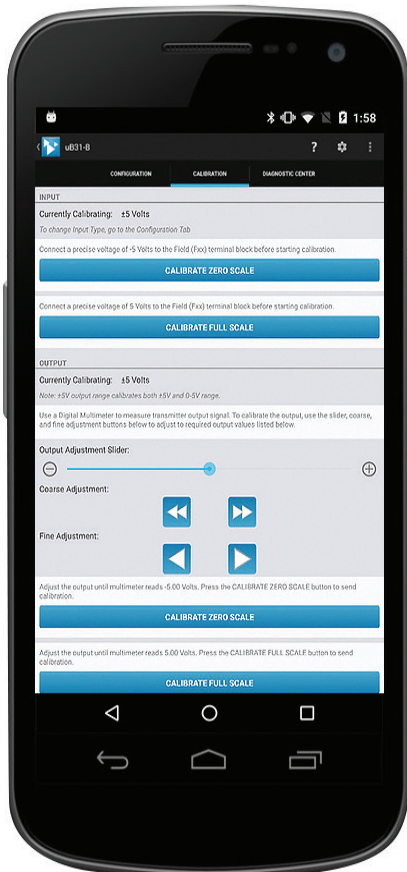 1:58
uB31-B
?
CONFIGURATION CALIBRATION DIAGNOSTIC CENTER
INPUT
Currently Calibrating: ±5 Volts
To change Input Type, go to the Configuration Tab
Connect a precise voltage of -5 Volts to the Field (Fxx) terminal block before starting calibration.
CALIBRATE ZERO SCALE
Connect a precise voltage of 5 Volts to the Field (Fxx) terminal block before starting calibration.
CALIBRATE FULL SCALE
OUTPUT
Currently Calibrating: ±5 Volts
Note: ±5V output range calibrates both ±5V and 0-5V range.
Use a Digital Multimeter to measure transmitter output signal. To calibrate the output, use the slider, coarse,
and fine adjustment buttons below to adjust to required output values listed below.
Output Adjustment Slider:
Coarse Adjustment:
Fine Adjustment:
Adjust the output until multimeter reads -5.00 Volts. Press the CALIBRATE ZERO SCALE button to send
calibration.
CALIBRATE ZERO SCALE
Adjust the output until multimeter reads 5.00 Volts. Press the CALIBRATE FULL SCALE button to send
calibration.
CALIBRATE FULL SCALE